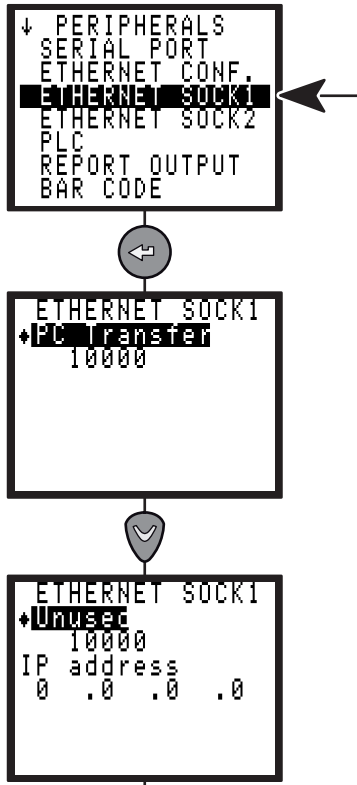 ↓ PERIPHERALS
SERIAL PORT
ETHERNET CONF.
ETHERNET SOCK1
ETHERNET SOCK2
PLC
REPORT OUTPUT
BAR CODE
ETHERNET SOCK1
PC Transfer
10000
ETHERNET SOCK1
Unused
10000
IP address
0 .0 .0 .0